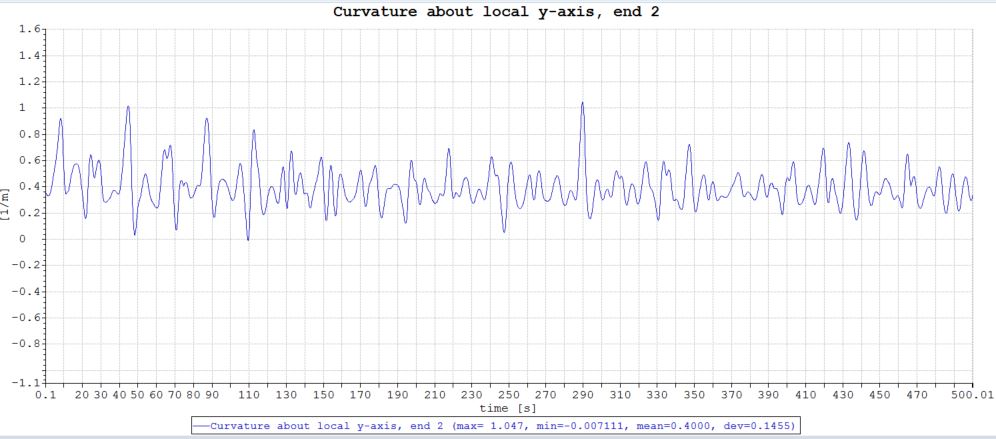 Curvature about local y-axis, end 2
1.6
1.4
1.2
1
0.8
0.6
0.4
0.2
0
-0.2
-0.4
-0.6
-0.8
-1.1
[1/m]
0.1 20 30 40 50 60 70 80 90 110 130 150 170 190 210 230 250 270 290 310 330 350 370 390 410 430 450 470 500.01
time [s]
Curvature about local y-axis, end 2 (max= 1.047, min=-0.007111, mean=0.4000, dev=0.1455)